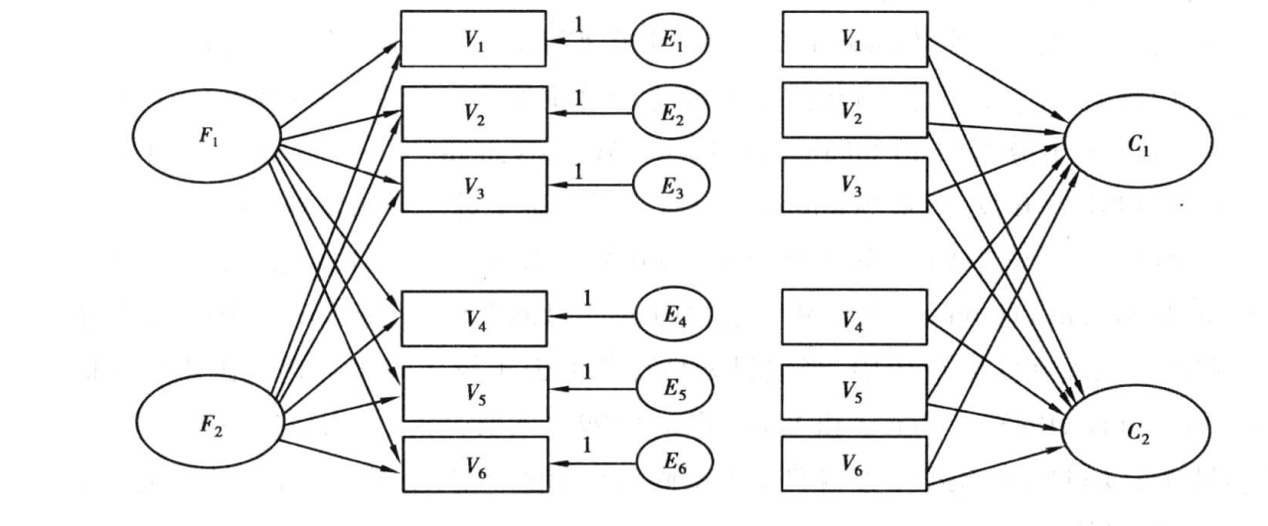 V₁ 1 E₁ V₁
V₂ 1 E₂ V₂
F₁ C₁
V₃ 1 E₃ V₃
V₄ 1 E₄ V₄
V₅ 1 E₅ V₅
F₂ C₂
V₆ 1 E₆ V₆